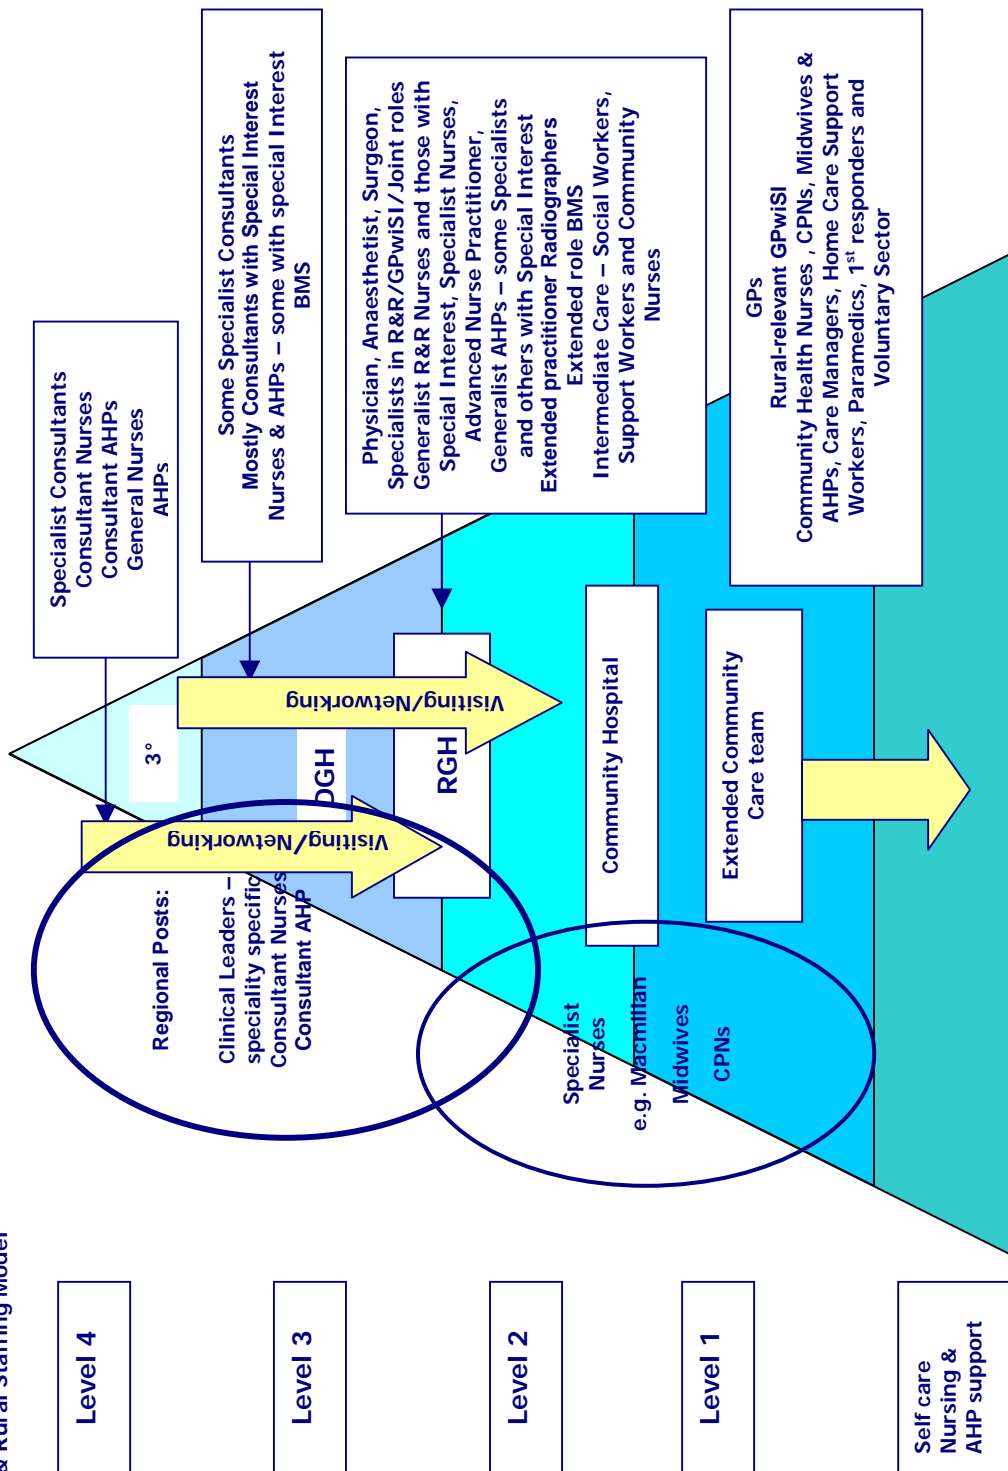 & Rural Staffing Model
Level 4
Level 3
Level 2
Level 1
Self care
Nursing &
AHP support
Regional Posts:
Clinical Leaders –
speciality specific
Consultant Nurses
Consultant AHP
Specialist
Nurses
e.g. Macmillan
Midwives
CPNs
3°
DGH
RGH
Community Hospital
Extended Community
Care team
Visiting/Networking
Visiting/Networking
Specialist Consultants
Consultant Nurses
Consultant AHPs
General Nurses
AHPs
Some Specialist Consultants
Mostly Consultants with Special Interest
Nurses & AHPs – some with special Interest
BMS
Physician, Anaesthetist, Surgeon,
Specialists in R&R/GPwiSI/Joint roles
Generalist R&R Nurses and those with
Special Interest, Specialist Nurses,
Advanced Nurse Practitioner,
Generalist AHPs – some Specialists
and others with Special Interest
Extended practitioner Radiographers
Extended role BMS
Intermediate Care – Social Workers,
Support Workers and Community
Nurses
GPs
Rural-relevant GPwiSI
Community Health Nurses , CPNs, Midwives &
AHPs, Care Managers, Home Care Support
Workers, Paramedics, 1st responders and
Voluntary Sector